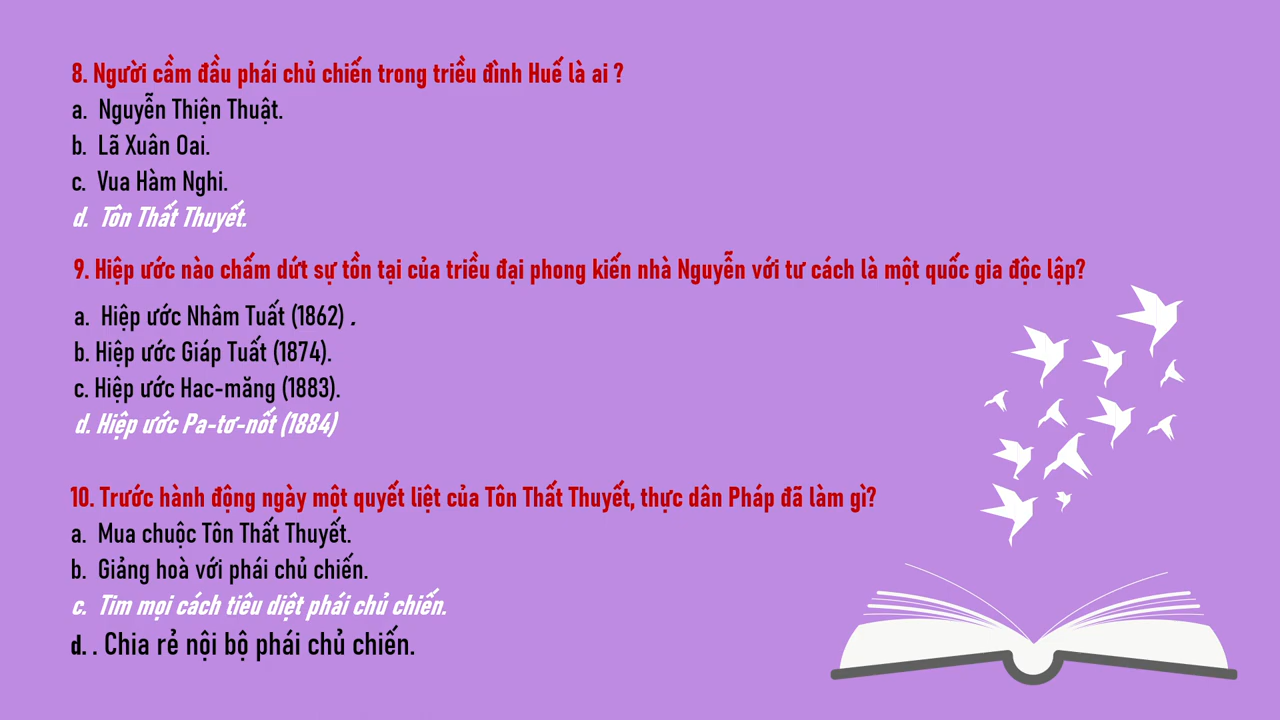 8. Người cầm đầu phái chủ chiến trong triều đình Huế là ai ?
a. Nguyễn Thiện Thuật.
b. Lã Xuân Oai.
c. Vua Hàm Nghi.
d. Tôn Thất Thuyết.
9. Hiệp ước nào chấm dứt sự tồn tại của triều đại phong kiến nhà Nguyễn với tư cách là một quốc gia độc lập?
a. Hiệp ước Nhâm Tuất (1862) .
b. Hiệp ước Giáp Tuất (1874).
c. Hiệp ước Hac-măng (1883).
d. Hiệp ước Pa-tơ-nốt (1884)
10. Trước hành động ngày một quyết liệt của Tôn Thất Thuyết, thực dân Pháp đã làm gì?
a. Mua chuộc Tôn Thất Thuyết.
b. Giảng hoà với phái chủ chiến.
c. Tim mọi cách tiêu diệt phái chủ chiến.
d. . Chia rẽ nội bộ phái chủ chiến.